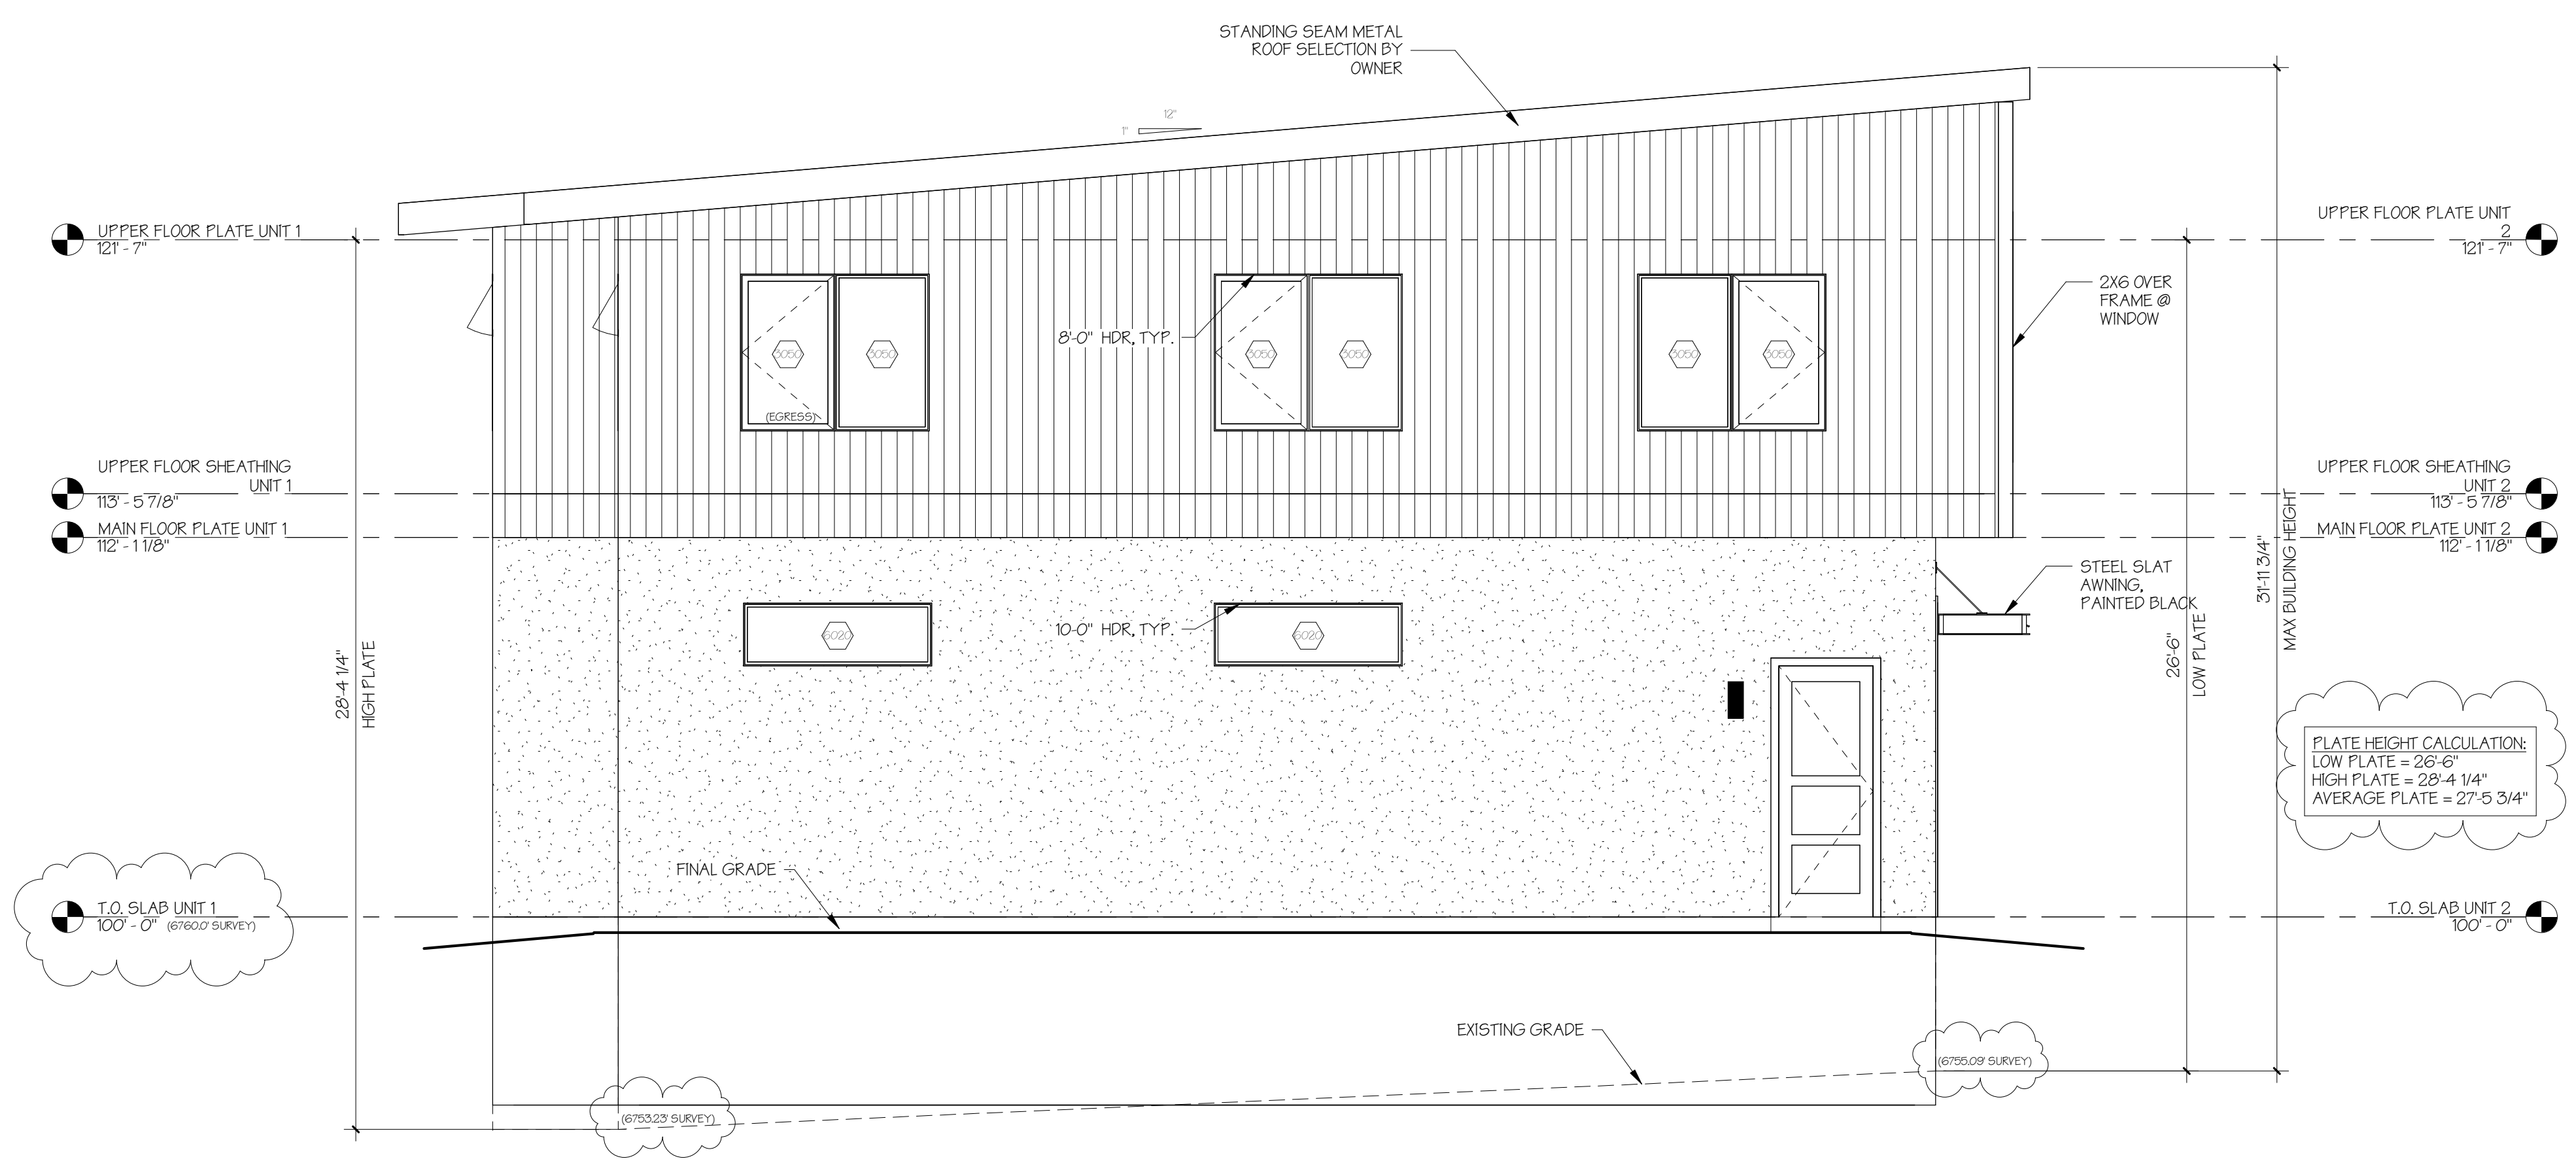 STANDING SEAM METAL
ROOF SELECTION BY
OWNER
12"
1"
UPPER FLOOR PLATE UNIT 1
121' - 7"
UPPER FLOOR PLATE UNIT
2
121' - 7"
2X6 OVER
FRAME @
WINDOW
8'-0" HDR, TYP.
3050
3050
3050
3050
3050
3050
(EGRESS)
UPPER FLOOR SHEATHING
UNIT 1
113' - 5 7/8"
MAIN FLOOR PLATE UNIT 1
112' - 1 1/8"
UPPER FLOOR SHEATHING
UNIT 2
113' - 5 7/8"
MAIN FLOOR PLATE UNIT 2
112' - 1 1/8"
31'-11 3/4"
MAX BUILDING HEIGHT
STEEL SLAT
AWNING,
PAINTED BLACK
10-0" HDR, TYP.
6020
6020
28'-4 1/4"
HIGH PLATE
26'-6"
LOW PLATE
PLATE HEIGHT CALCULATION:
LOW PLATE = 26'-6"
HIGH PLATE = 28'-4 1/4"
AVERAGE PLATE = 27'-5 3/4"
FINAL GRADE
T.O. SLAB UNIT 1
100' - 0" (6760.0' SURVEY)
T.O. SLAB UNIT 2
100' - 0"
EXISTING GRADE
(6755.09' SURVEY)
(6753.23' SURVEY)